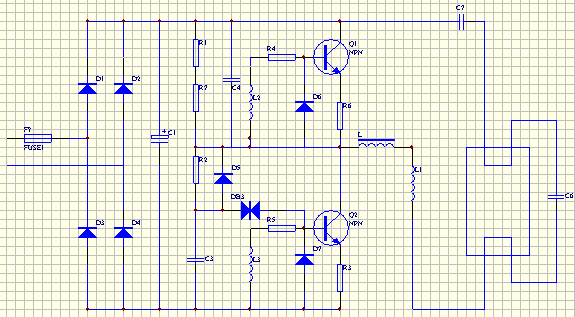 C7
Q1
NPN
R1
R4
D1
D2
R7
C4
L2
D6
R6
FUSE1
C1
L
R2
D5
L1
DB3
C6
R5
Q2
NPN
D3
D4
D7
C3
L3
R3